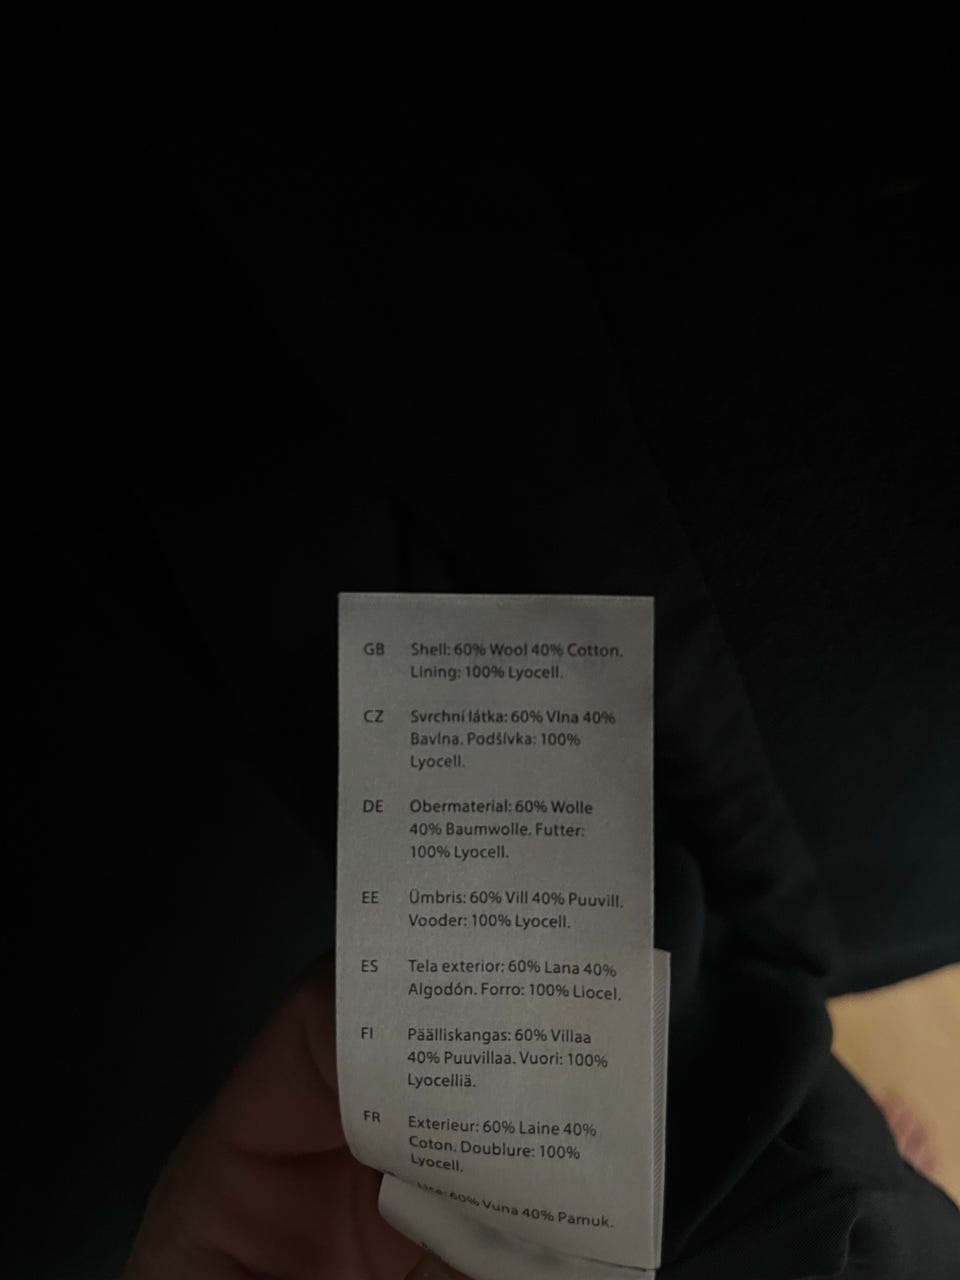 GB Shell: 60% Wool 40% Cotton.
Lining: 100% Lyocell.
CZ Svrchní látka: 60% Vlna 40%
Bavlna. Podšívka: 100%
Lyocell.
DE Obermaterial: 60% Wolle
40% Baumwolle. Futter:
100% Lyocell.
EE Ümbris: 60% Vill 40% Puuvill.
Vooder: 100% Lyocell.
ES Tela exterior: 60% Lana 40%
Algodón. Forro: 100% Liocel.
FI Päälliskangas: 60% Villaa
40% Puuvillaa. Vuori: 100%
Lyocelliä.
FR Exterieur: 60% Laine 40%
Coton. Doublure: 100%
Lyocell.
60% Vuna 40% Pamuk.